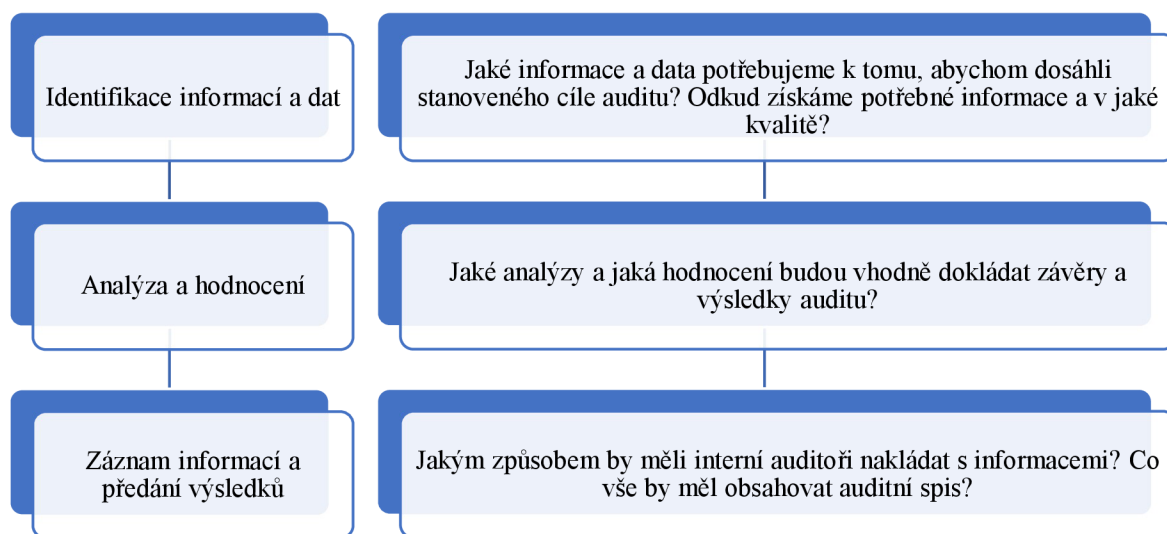 Identifikace informací a dat
Jaké informace a data potřebujeme k tomu, abychom dosáhli
stanoveného cíle auditu? Odkud získáme potřebné informace a v jaké
kvalitě?
Analýza a hodnocení
Jaké analýzy a jaká hodnocení budou vhodně dokládat závěry a
výsledky auditu?
Záznam informací a
předání výsledků
Jakým způsobem by měli interní auditoři nakládat s informacemi? Co
vše by měl obsahovat auditní spis?